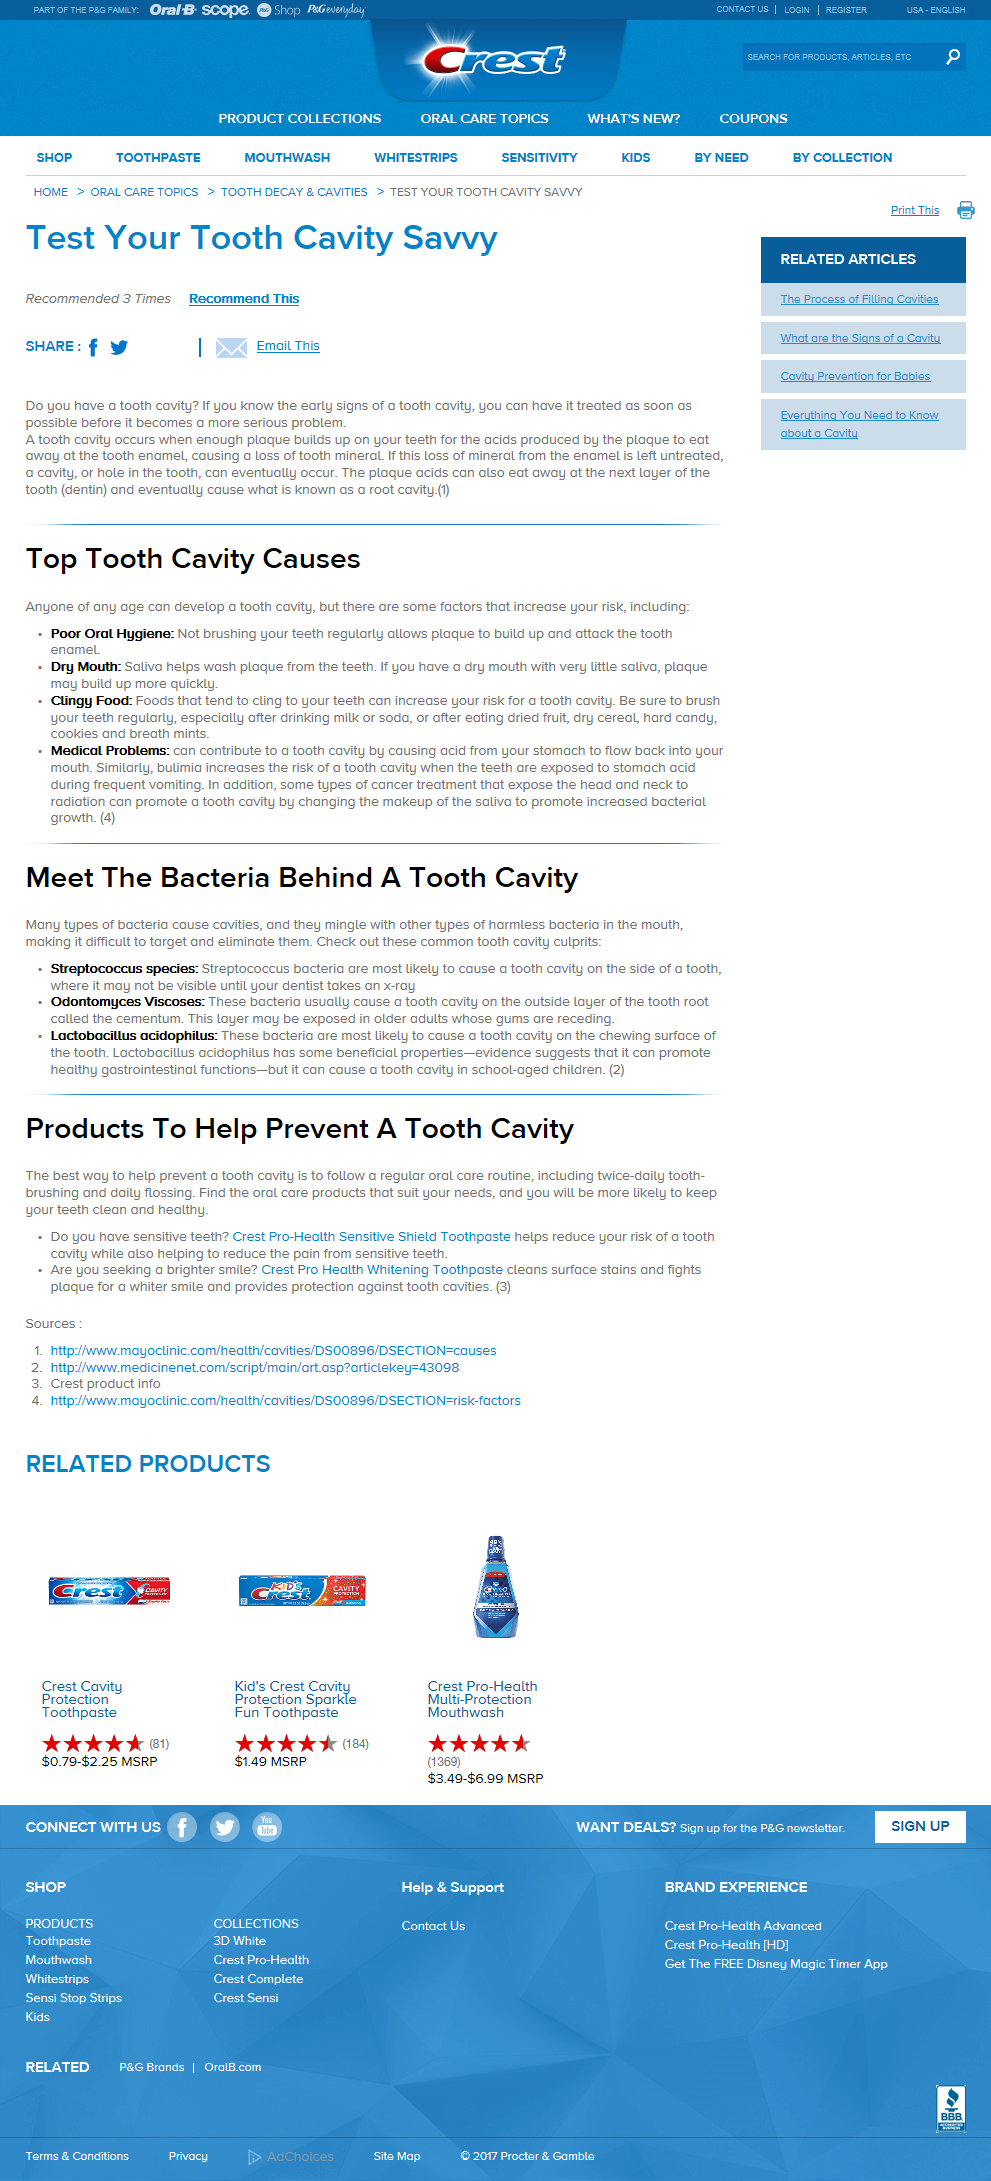 PART OF THE P&G FAMILY: Oral-B scope P&G Shop P&G everyday
CONTACT US | LOGIN | REGISTER USA - ENGLISH
Crest
SEARCH FOR PRODUCTS, ARTICLES, ETC
PRODUCT COLLECTIONS ORAL CARE TOPICS WHAT'S NEW? COUPONS
SHOP TOOTHPASTE MOUTHWASH WHITESTRIPS SENSITIVITY KIDS BY NEED BY COLLECTION
HOME > ORAL CARE TOPICS > TOOTH DECAY & CAVITIES > TEST YOUR TOOTH CAVITY SAVVY
Print This
Test Your Tooth Cavity Savvy
Recommended 3 Times Recommend This
SHARE : | Email This
RELATED ARTICLES
The Process of Filling Cavities
What are the Signs of a Cavity
Cavity Prevention for Babies
Everything You Need to Know
about a Cavity
Do you have a tooth cavity? If you know the early signs of a tooth cavity, you can have it treated as soon as
possible before it becomes a more serious problem.
A tooth cavity occurs when enough plaque builds up on your teeth for the acids produced by the plaque to eat
away at the tooth enamel, causing a loss of tooth mineral. If this loss of mineral from the enamel is left untreated,
a cavity, or hole in the tooth, can eventually occur. The plaque acids can also eat away at the next layer of the
tooth (dentin) and eventually cause what is known as a root cavity.(1)
Top Tooth Cavity Causes
Anyone of any age can develop a tooth cavity, but there are some factors that increase your risk, including:
• Poor Oral Hygiene: Not brushing your teeth regularly allows plaque to build up and attack the tooth
enamel.
• Dry Mouth: Saliva helps wash plaque from the teeth. If you have a dry mouth with very little saliva, plaque
may build up more quickly.
• Clingy Food: Foods that tend to cling to your teeth can increase your risk for a tooth cavity. Be sure to brush
your teeth regularly, especially after drinking milk or soda, or after eating dried fruit, dry cereal, hard candy,
cookies and breath mints.
• Medical Problems: can contribute to a tooth cavity by causing acid from your stomach to flow back into your
mouth. Similarly, bulimia increases the risk of a tooth cavity when the teeth are exposed to stomach acid
during frequent vomiting. In addition, some types of cancer treatment that expose the head and neck to
radiation can promote a tooth cavity by changing the makeup of the saliva to promote increased bacterial
growth. (4)
Meet The Bacteria Behind A Tooth Cavity
Many types of bacteria cause cavities, and they mingle with other types of harmless bacteria in the mouth,
making it difficult to target and eliminate them. Check out these common tooth cavity culprits:
• Streptococcus species: Streptococcus bacteria are most likely to cause a tooth cavity on the side of a tooth,
where it may not be visible until your dentist takes an x-ray
• Odontomyces Viscoses: These bacteria usually cause a tooth cavity on the outside layer of the tooth root
called the cementum. This layer may be exposed in older adults whose gums are receding.
• Lactobacillus acidophilus: These bacteria are most likely to cause a tooth cavity on the chewing surface of
the tooth. Lactobacillus acidophilus has some beneficial properties—evidence suggests that it can promote
healthy gastrointestinal functions—but it can cause a tooth cavity in school-aged children. (2)
Products To Help Prevent A Tooth Cavity
The best way to help prevent a tooth cavity is to follow a regular oral care routine, including twice-daily tooth-
brushing and daily flossing. Find the oral care products that suit your needs, and you will be more likely to keep
your teeth clean and healthy.
• Do you have sensitive teeth? Crest Pro-Health Sensitive Shield Toothpaste helps reduce your risk of a tooth
cavity while also helping to reduce the pain from sensitive teeth.
• Are you seeking a brighter smile? Crest Pro Health Whitening Toothpaste cleans surface stains and fights
plaque for a whiter smile and provides protection against tooth cavities. (3)
Sources :
1. http://www.mayoclinic.com/health/cavities/DS00896/DSECTION=causes
2. http://www.medicinenet.com/script/main/art.asp?articlekey=43098
3. Crest product info
4. http://www.mayoclinic.com/health/cavities/DS00896/DSECTION=risk-factors
RELATED PRODUCTS
Crest CAVITY
KID'S Crest CAVITY
Crest
Crest Cavity
Protection
Toothpaste
(81)
$0.79-$2.25 MSRP
Kid's Crest Cavity
Protection Sparkle
Fun Toothpaste
(184)
$1.49 MSRP
Crest Pro-Health
Multi-Protection
Mouthwash
(1369)
$3.49-$6.99 MSRP
CONNECT WITH US You Tube
WANT DEALS? Sign up for the P&G newsletter. SIGN UP
SHOP
PRODUCTS
Toothpaste
Mouthwash
Whitestrips
Sensi Stop Strips
Kids
COLLECTIONS
3D White
Crest Pro-Health
Crest Complete
Crest Sensi
Help & Support
Contact Us
BRAND EXPERIENCE
Crest Pro-Health Advanced
Crest Pro-Health [HD]
Get The FREE Disney Magic Timer App
RELATED P&G Brands | OralB.com
BBB
ACCREDITED
BUSINESS
Terms & Conditions Privacy AdChoices Site Map © 2017 Procter & Gamble